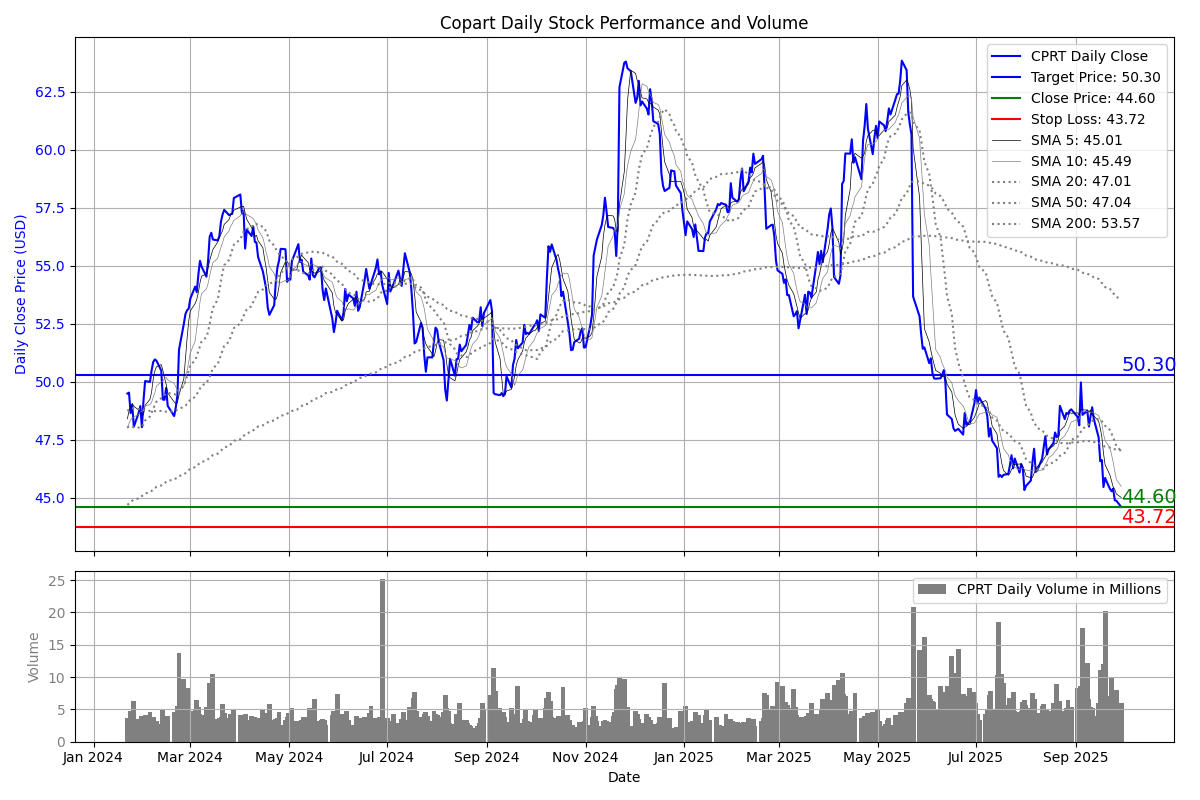 Copart Daily Stock Performance and Volume
Daily Close Price (USD)
62.5
60.0
57.5
55.0
52.5
50.0
47.5
45.0
CPRT Daily Close
Target Price: 50.30
Close Price: 44.60
Stop Loss: 43.72
SMA 5: 45.01
SMA 10: 45.49
SMA 20: 47.01
SMA 50: 47.04
SMA 200: 53.57
50.30
44.60
43.72
Volume
25
20
15
10
5
0
CPRT Daily Volume in Millions
Jan 2024 Mar 2024 May 2024 Jul 2024 Sep 2024 Nov 2024 Jan 2025 Mar 2025 May 2025 Jul 2025 Sep 2025
Date